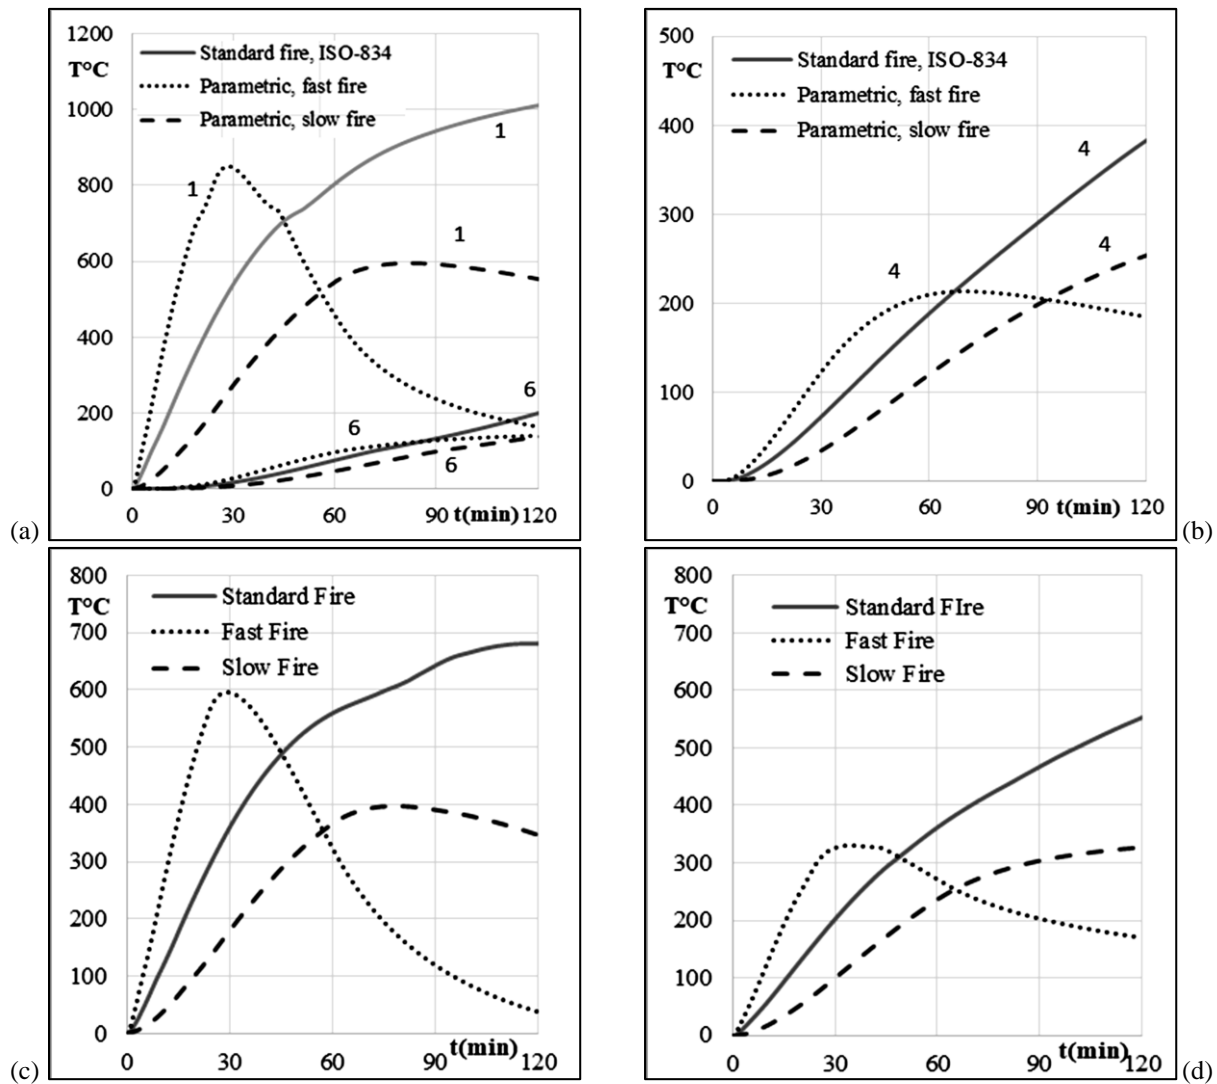 1200
T°C
1000
800
600
400
200
0
Standard fire, ISO-834
Parametric, fast fire
Parametric, slow fire
1
1
1
6
6
6
0 30 60 90 t(min) 120
(a)
500
T°C
400
300
200
100
0
Standard fire, ISO-834
Parametric, fast fire
Parametric, slow fire
4
4
4
0 30 60 90 t(min) 120
(b)
800
T°C
700
600
500
400
300
200
100
0
Standard Fire
Fast Fire
Slow Fire
0 30 60 90 t(min) 120
(c)
800
T°C
700
600
500
400
300
200
100
0
Standard FIre
Fast Fire
Slow Fire
0 30 60 90 t(min) 120
(d)